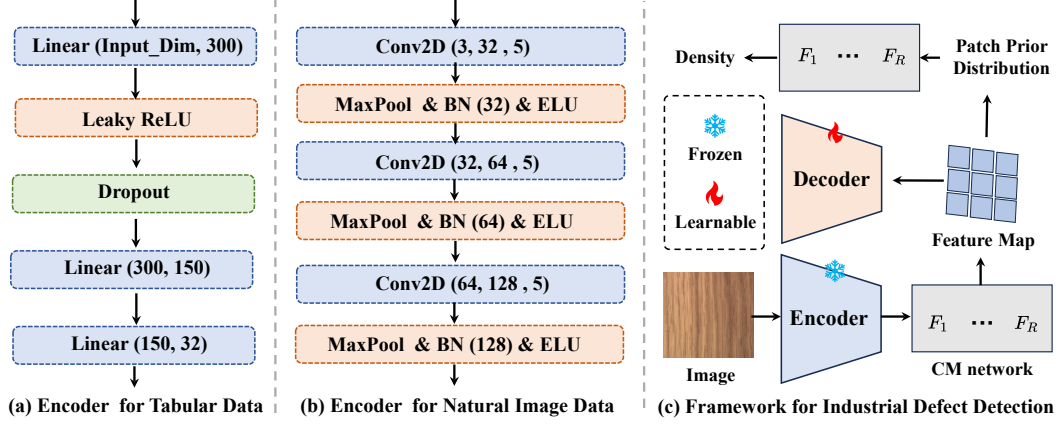 Linear (Input_Dim, 300)
Leaky ReLU
Dropout
Linear (300, 150)
Linear (150, 32)
(a) Encoder for Tabular Data
Conv2D (3, 32 , 5)
MaxPool & BN (32) & ELU
Conv2D (32, 64 , 5)
MaxPool & BN (64) & ELU
Conv2D (64, 128 , 5)
MaxPool & BN (128) & ELU
(b) Encoder for Natural Image Data
Density
F₁ ··· F_R
Patch Prior
Distribution
Frozen
Learnable
Decoder
Feature Map
Image
Encoder
F₁ ··· F_R
CM network
(c) Framework for Industrial Defect Detection